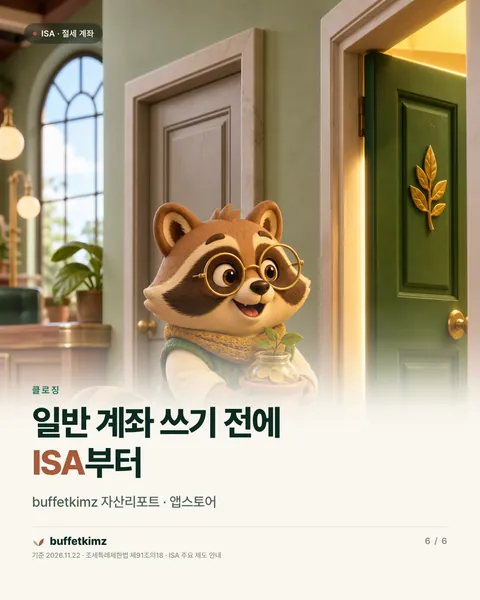 ISA · 절세 계좌
클로징
일반 계좌 쓰기 전에
ISA부터
buffetkimz 자산리포트 · 앱스토어
buffetkimz
6 / 6
기준 2026.11.22 · 조세특례제한법 제91조의18 · ISA 주요 제도 안내